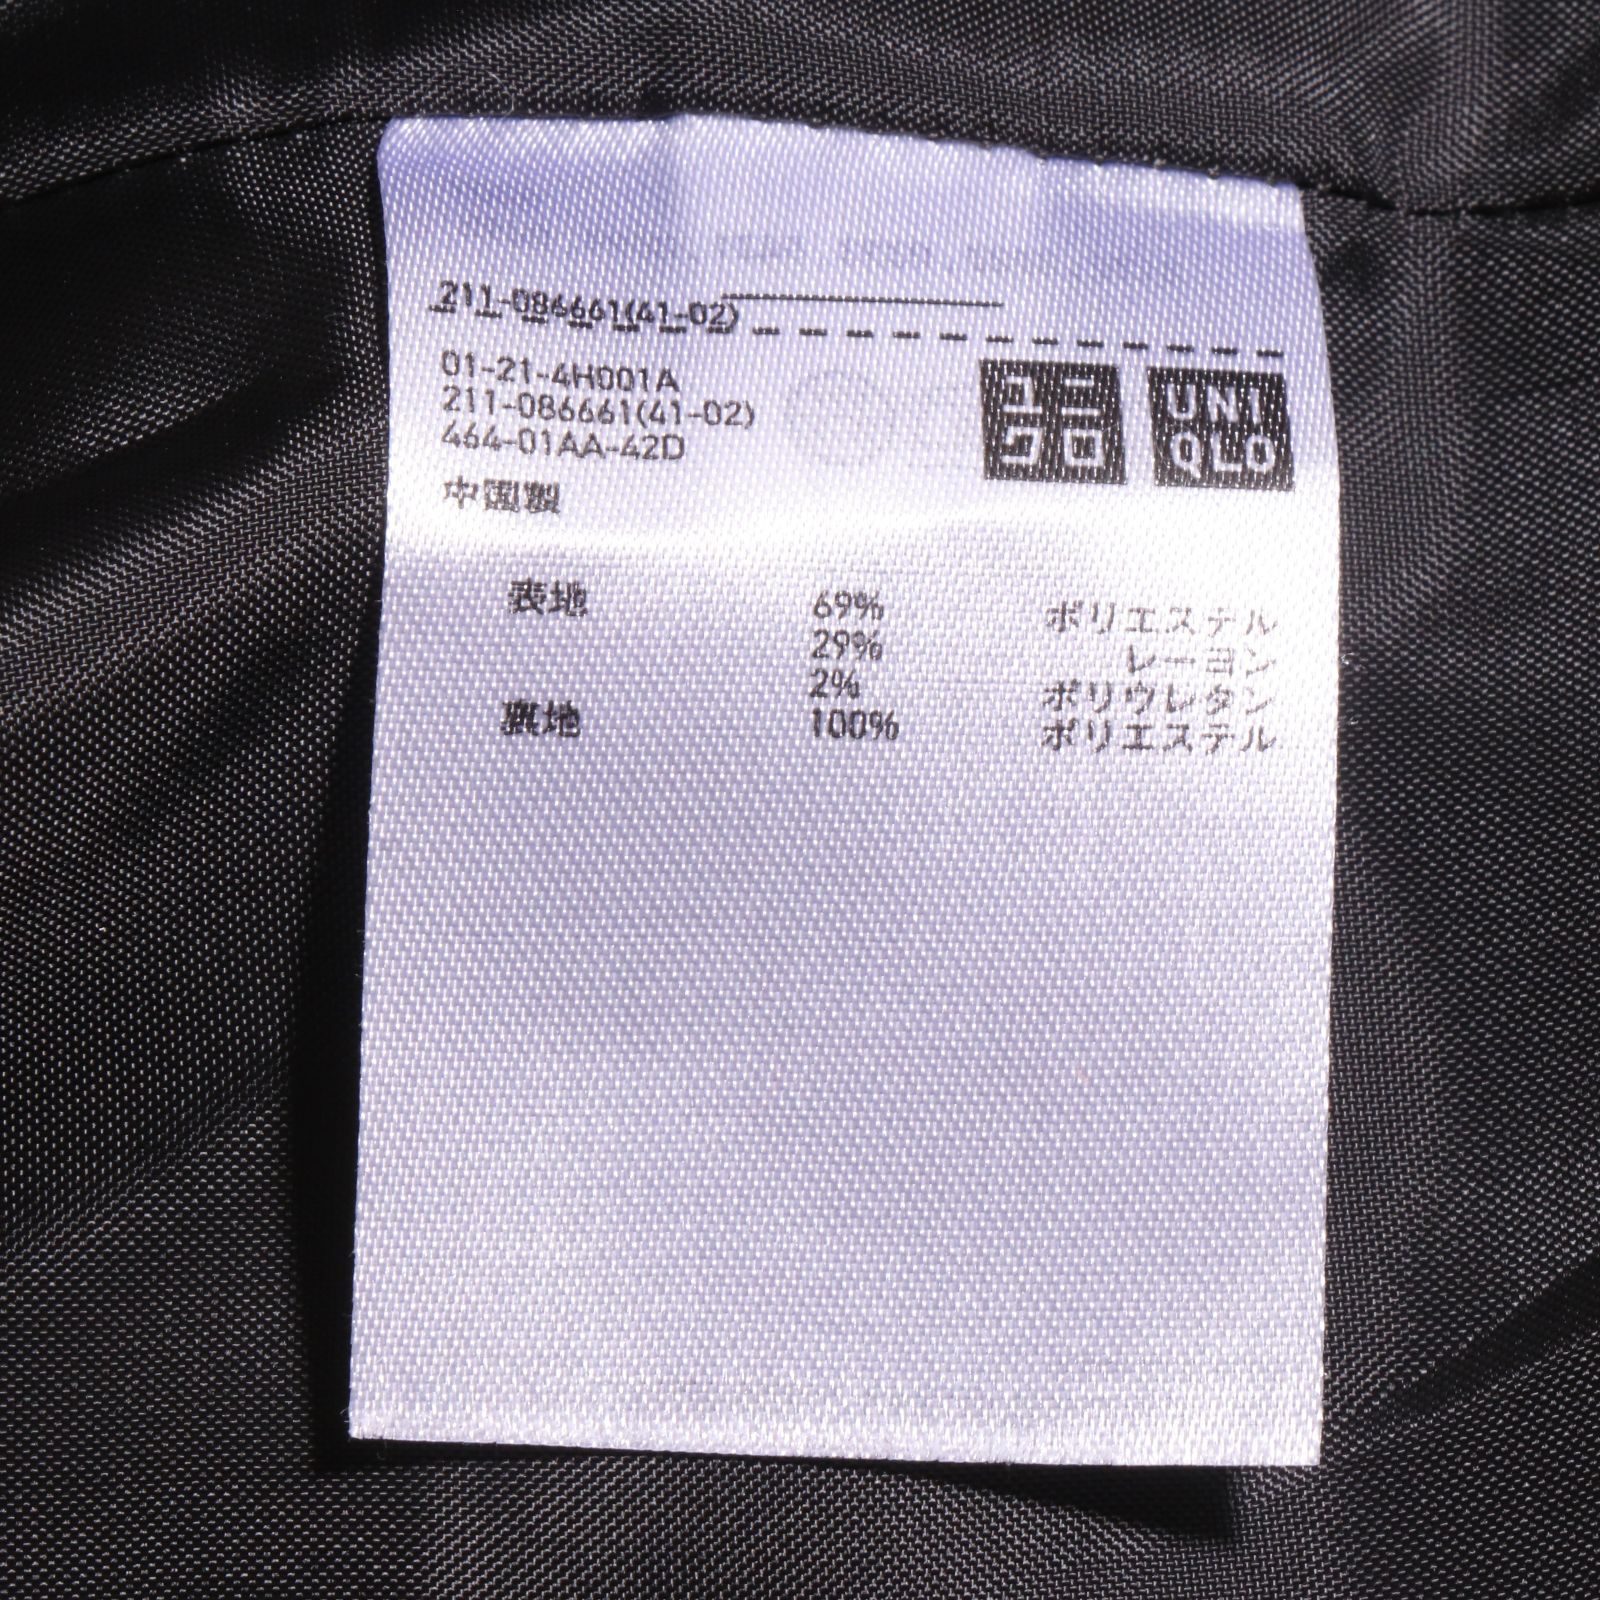 211-086661(41-02)
01-21-4H001A
211-086661(41-02)
464-01AA-42D
中国製
ユニ
クロ
UNI
QLO
表地 69% ポリエステル
29% レーヨン
2% ポリウレタン
裏地 100% ポリエステル